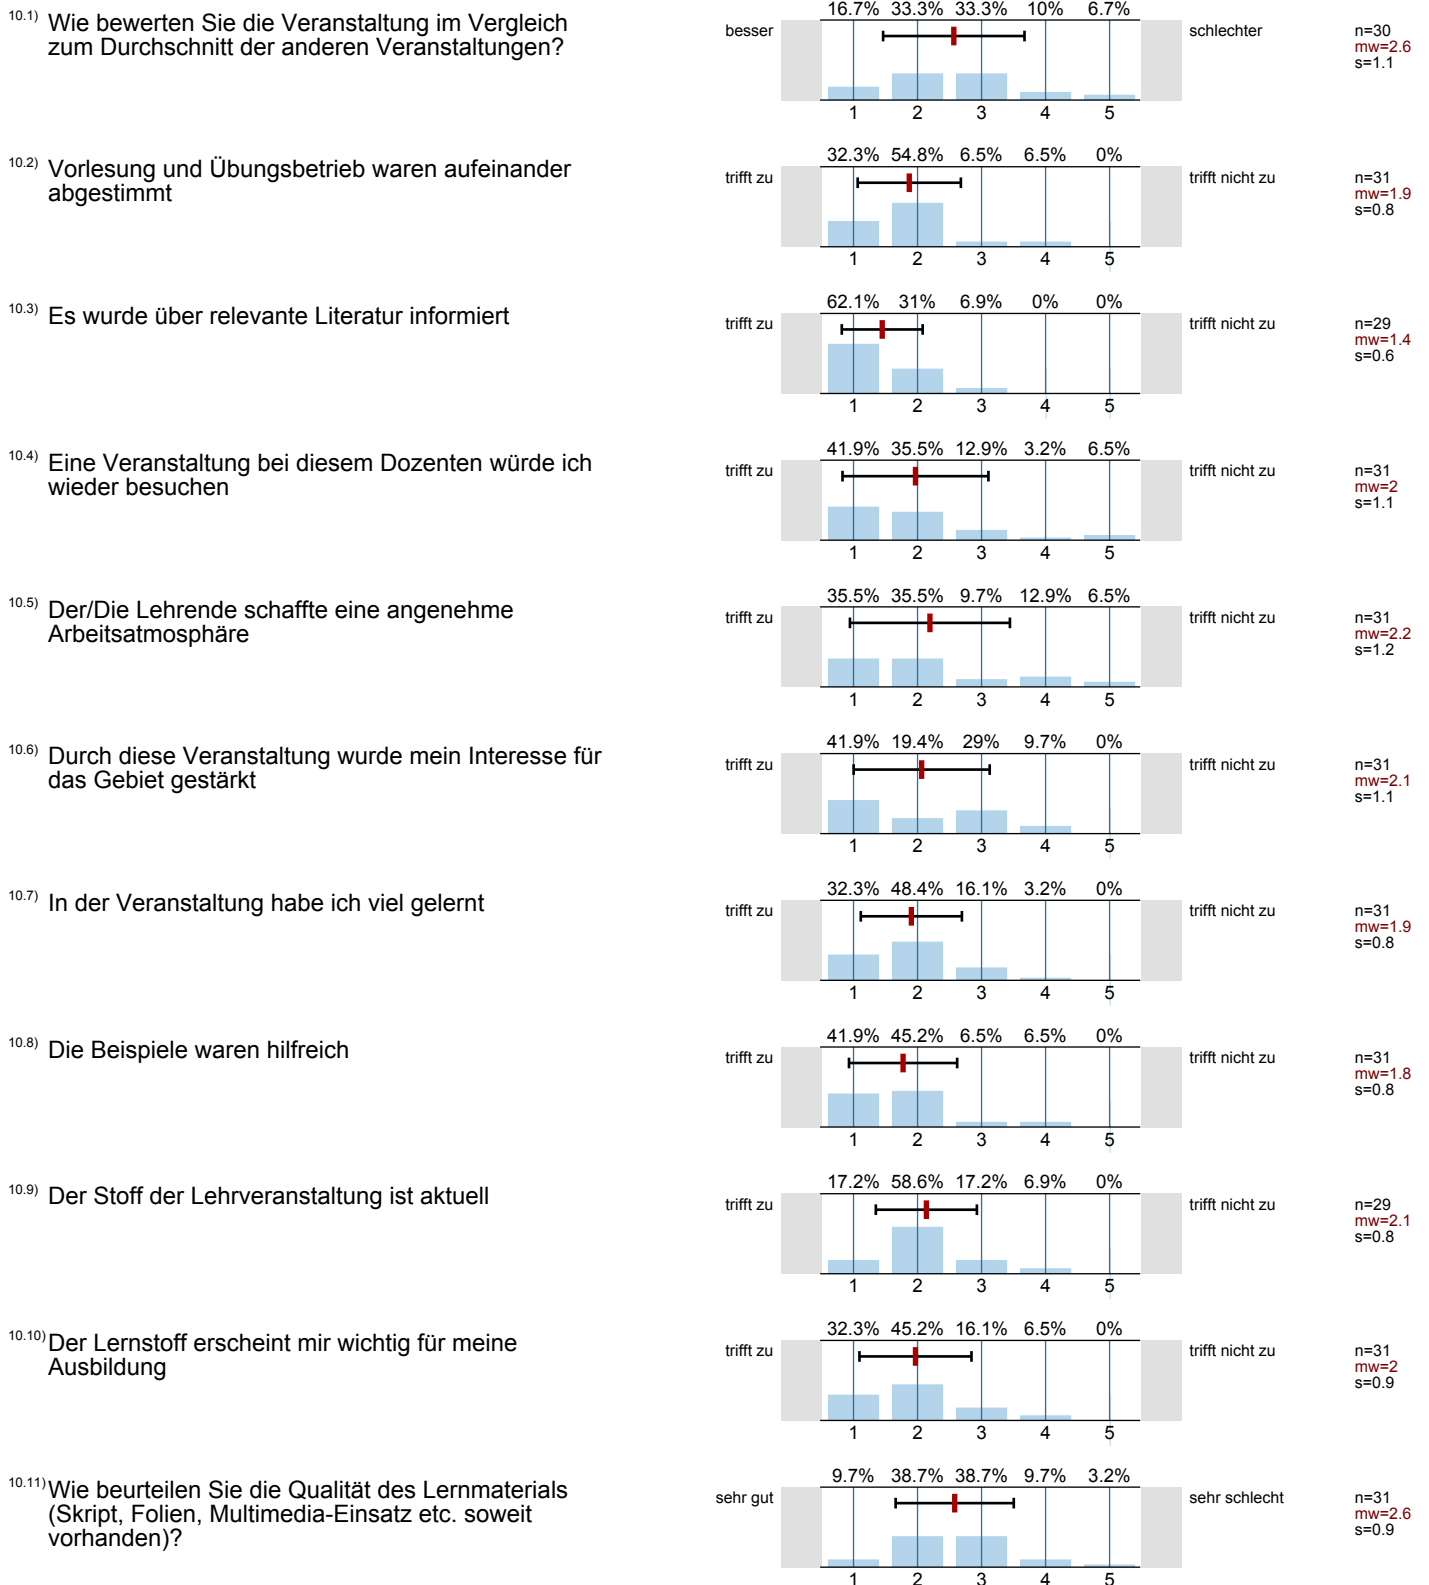 10.1) Wie bewerten Sie die Veranstaltung im Vergleich
zum Durchschnitt der anderen Veranstaltungen?
16.7% 33.3% 33.3% 10% 6.7%
besser
schlechter
n=30
mw=2.6
s=1.1
1 2 3 4 5
10.2) Vorlesung und Übungsbetrieb waren aufeinander
abgestimmt
32.3% 54.8% 6.5% 6.5% 0%
trifft zu
trifft nicht zu
n=31
mw=1.9
s=0.8
1 2 3 4 5
10.3) Es wurde über relevante Literatur informiert
62.1% 31% 6.9% 0% 0%
trifft zu
trifft nicht zu
n=29
mw=1.4
s=0.6
1 2 3 4 5
10.4) Eine Veranstaltung bei diesem Dozenten würde ich
wieder besuchen
41.9% 35.5% 12.9% 3.2% 6.5%
trifft zu
trifft nicht zu
n=31
mw=2
s=1.1
1 2 3 4 5
10.5) Der/Die Lehrende schaffte eine angenehme
Arbeitsatmosphäre
35.5% 35.5% 9.7% 12.9% 6.5%
trifft zu
trifft nicht zu
n=31
mw=2.2
s=1.2
1 2 3 4 5
10.6) Durch diese Veranstaltung wurde mein Interesse für
das Gebiet gestärkt
41.9% 19.4% 29% 9.7% 0%
trifft zu
trifft nicht zu
n=31
mw=2.1
s=1.1
1 2 3 4 5
10.7) In der Veranstaltung habe ich viel gelernt
32.3% 48.4% 16.1% 3.2% 0%
trifft zu
trifft nicht zu
n=31
mw=1.9
s=0.8
1 2 3 4 5
10.8) Die Beispiele waren hilfreich
41.9% 45.2% 6.5% 6.5% 0%
trifft zu
trifft nicht zu
n=31
mw=1.8
s=0.8
1 2 3 4 5
10.9) Der Stoff der Lehrveranstaltung ist aktuell
17.2% 58.6% 17.2% 6.9% 0%
trifft zu
trifft nicht zu
n=29
mw=2.1
s=0.8
1 2 3 4 5
10.10) Der Lernstoff erscheint mir wichtig für meine
Ausbildung
32.3% 45.2% 16.1% 6.5% 0%
trifft zu
trifft nicht zu
n=31
mw=2
s=0.9
1 2 3 4 5
10.11) Wie beurteilen Sie die Qualität des Lernmaterials
(Skript, Folien, Multimedia-Einsatz etc. soweit
vorhanden)?
9.7% 38.7% 38.7% 9.7% 3.2%
sehr gut
sehr schlecht
n=31
mw=2.6
s=0.9
1 2 3 4 5